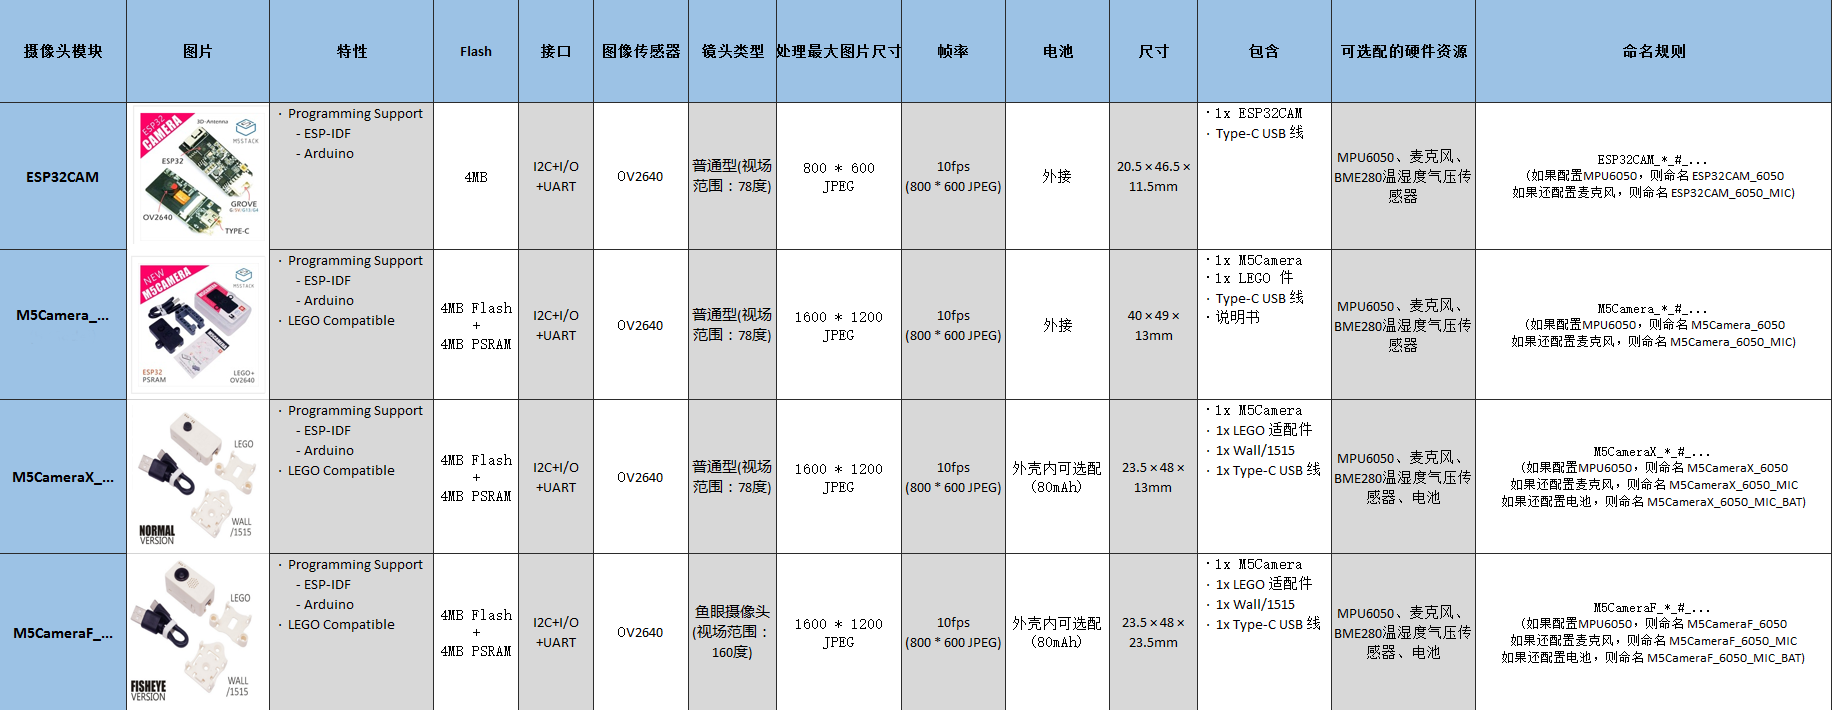 摄像头模块 图片 特性 Flash 接口 图像传感器 镜头类型 处理最大图片尺寸 帧率 电池 尺寸 包含 可选配的硬件资源 命名规则
ESP32CAM
ESP32
CAMERA
3D-Antenna
M5STACK
ESP32
OV2640
GROVE
G/5V/G13/G4
TYPE-C
· Programming Support
- ESP-IDF
- Arduino
4MB
I2C+I/O
+UART
OV2640
普通型(视场
范围：78度)
800 * 600
JPEG
10fps
(800 * 600 JPEG)
外接
20.5×46.5×
11.5mm
· 1x ESP32CAM
· Type-C USB 线
MPU6050、麦克风、
BME280温湿度气压传
感器
ESP32CAM_*_#_...
(如果配置MPU6050，则命名 ESP32CAM_6050
如果还配置麦克风，则命名 ESP32CAM_6050_MIC)
M5Camera_...
NEW
M5CAMERA
M5STACK
ESP32
PSRAM
LEGO+
OV2640
· Programming Support
- ESP-IDF
- Arduino
· LEGO Compatible
4MB Flash
+
4MB PSRAM
I2C+I/O
+UART
OV2640
普通型(视场
范围：78度)
1600 * 1200
JPEG
10fps
(800 * 600 JPEG)
外接
40×49×
13mm
· 1x M5Camera
· 1x LEGO 件
· Type-C USB 线
· 说明书
MPU6050、麦克风、
BME280温湿度气压传
感器
M5Camera_*_#_...
(如果配置MPU6050，则命名 M5Camera_6050
如果还配置麦克风，则命名 M5Camera_6050_MIC)
M5CameraX_...
LEGO
WALL
/1515
NORMAL
VERSION
· Programming Support
- ESP-IDF
- Arduino
· LEGO Compatible
4MB Flash
+
4MB PSRAM
I2C+I/O
+UART
OV2640
普通型(视场
范围：78度)
1600 * 1200
JPEG
10fps
(800 * 600 JPEG)
外壳内可选配
(80mAh)
23.5×48×
13mm
· 1x M5Camera
· 1x LEGO 适配件
· 1x Wall/1515
· 1x Type-C USB 线
MPU6050、麦克风、
BME280温湿度气压传
感器、电池
M5CameraX_*_#_...
(如果配置MPU6050，则命名 M5CameraX_6050
如果还配置麦克风，则命名 M5CameraX_6050_MIC
如果还配置电池，则命名 M5CameraX_6050_MIC_BAT)
M5CameraF_...
LEGO
WALL
/1515
FISHEYE
VERSION
· Programming Support
- ESP-IDF
- Arduino
· LEGO Compatible
4MB Flash
+
4MB PSRAM
I2C+I/O
+UART
OV2640
鱼眼摄像头
(视场范围：
160度)
1600 * 1200
JPEG
10fps
(800 * 600 JPEG)
外壳内可选配
(80mAh)
23.5×48×
23.5mm
· 1x M5Camera
· 1x LEGO 适配件
· 1x Wall/1515
· 1x Type-C USB 线
MPU6050、麦克风、
BME280温湿度气压传
感器、电池
M5CameraF_*_#_...
(如果配置MPU6050，则命名 M5CameraF_6050
如果还配置麦克风，则命名 M5CameraF_6050_MIC
如果还配置电池，则命名 M5CameraF_6050_MIC_BAT)